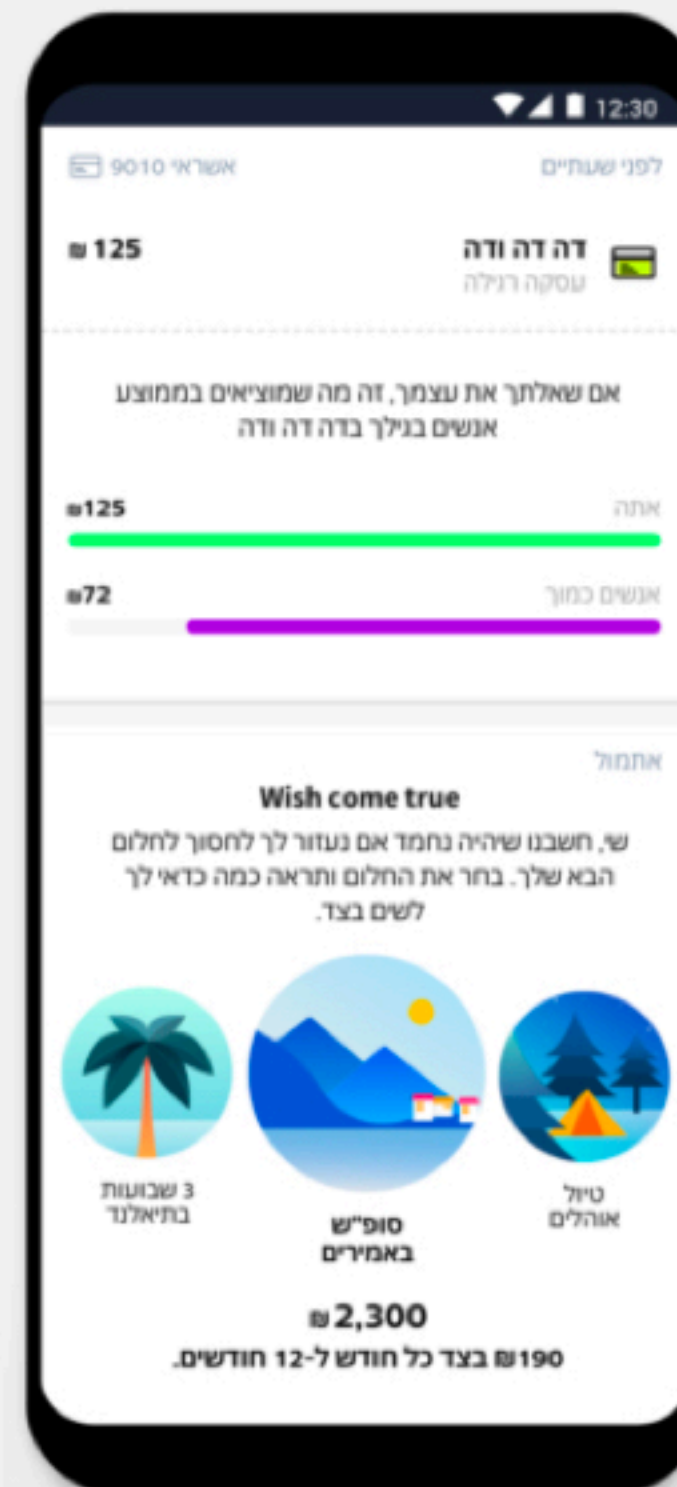 12:30
לפני שעתיים
אשראי 9010
דה דה ודה
125 ₪
עסקה רגילה
אם שאלתך את עצמך, זה מה שמוציאים בממוצע
אנשים בגילך בדה דה ודה
אתה
₪125
אנשים כמוך
₪72
אתמול
Wish come true
שי, חשבנו שיהיה נחמד אם נעזור לך לחסוך לחלום
הבא שלך. בחר את החלום ותראה כמה כדאי לך
לשים בצד.
טיול
אוהלים
סופ"ש
באמירים
3 שבועות
בתיאלנד
2,300 ₪
₪190 בצד כל חודש ל-12 חודשים.